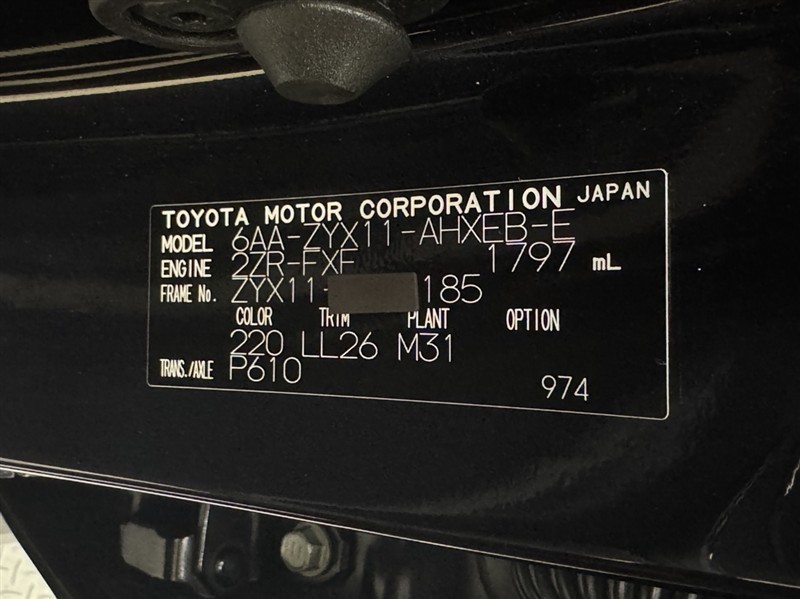 TOYOTA MOTOR CORPORATION JAPAN
MODEL 6AA-ZYX11-AHXEB-E
ENGINE 2ZR-FXF 1797 mL
FRAME No. ZYX11- 185
COLOR TRIM PLANT OPTION
220 LL26 M31
TRANS./AXLE P610
974